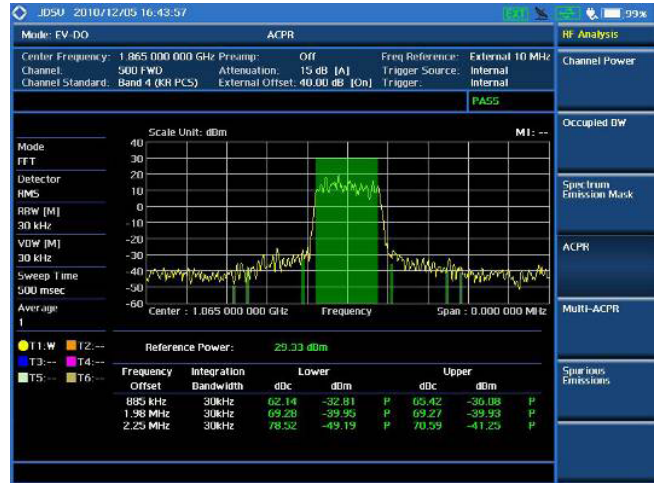 JDSU 2010/12/05 16:43:57 EXT 99%
Mode: EV-DO ACPR RF Analysis
Center Frequency: 1.865 000 000 GHz Preamp: Off Freq Reference: External 10 MHz
Channel: 500 FWD Attenuation: 15 dB [A] Trigger Source: Internal
Channel Standard: Band 4 (KR PCS) External Offset: 40.00 dB [On] Trigger: Internal
PASS
Channel Power
Occupied BW
Spectrum
Emission Mask
ACPR
Multi-ACPR
Spurious
Emissions
Scale Unit: dBm M1: --
Mode
FFT
Detector
RMS
RBW [M]
30 kHz
VBW [M]
30 kHz
Sweep Time
500 msec
Average
1
T1:W T2:--
T3:-- T4:--
T5:-- T6:--
40
30
20
10
0
-10
-20
-30
-40
-50
-60
Center : 1.865 000 000 GHz Frequency Span : 8.000 000 MHz
Reference Power: 29.33 dBm
Frequency Integration Lower Upper
Offset Bandwidth dBc dBm dBc dBm
885 kHz 30kHz 62.14 -32.81 P 65.42 -36.08 P
1.98 MHz 30kHz 69.28 -39.95 P 69.27 -39.93 P
2.25 MHz 30kHz 78.52 -49.19 P 70.59 -41.25 P